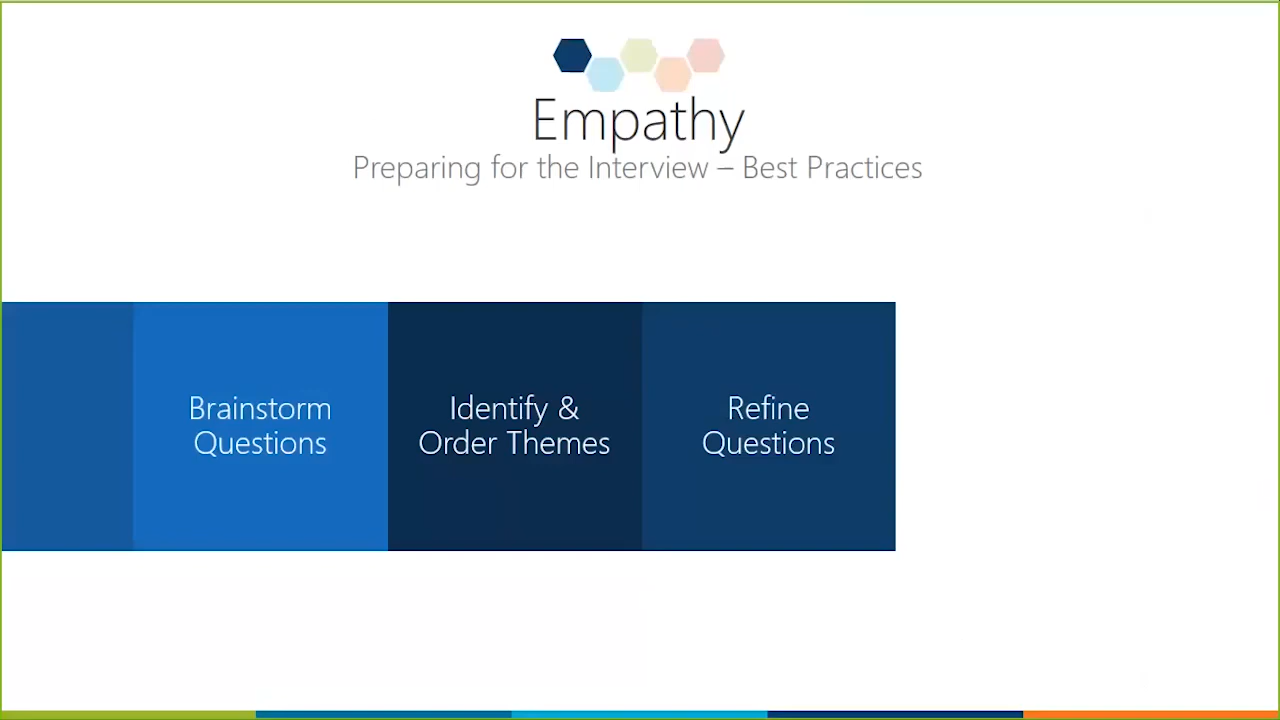 Empathy
Preparing for the Interview – Best Practices
Brainstorm
Questions
Identify &
Order Themes
Refine
Questions